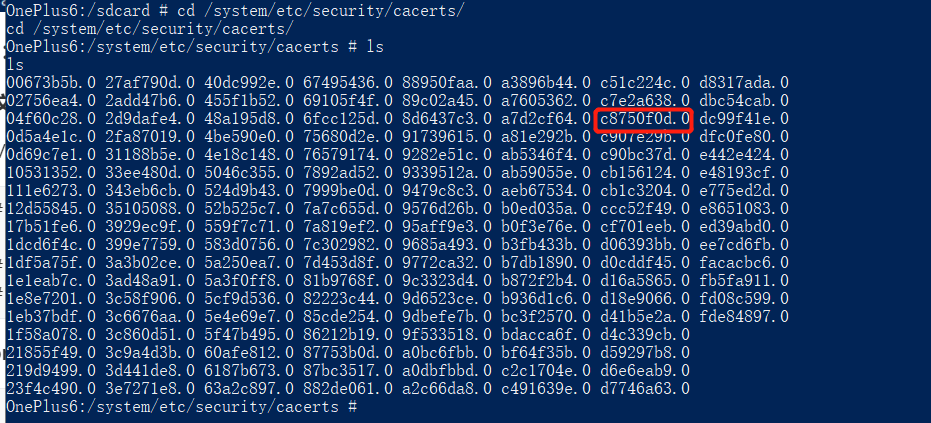 OnePlus6:/sdcard # cd /system/etc/security/cacerts/
cd /system/etc/security/cacerts/
OnePlus6:/system/etc/security/cacerts # ls
ls
00673b5b.0 27af790d.0 40dc992e.0 67495436.0 88950faa.0 a3896b44.0 c51c224c.0 d8317ada.0
02756ea4.0 2add47b6.0 455f1b52.0 69105f4f.0 89c02a45.0 a7605362.0 c7e2a638.0 dbc54cab.0
04f60c28.0 2d9dafe4.0 48a195d8.0 6fcc125d.0 8d6437c3.0 a7d2cf64.0 c8750f0d.0 dc99f41e.0
0d5a4e1c.0 2fa87019.0 4be590e0.0 75680d2e.0 91739615.0 a81e292b.0 c907e29b.0 dfc0fe80.0
0d69c7e1.0 31188b5e.0 4e18c148.0 76579174.0 9282e51c.0 ab5346f4.0 c90bc37d.0 e442e424.0
10531352.0 33ee480d.0 5046c355.0 7892ad52.0 9339512a.0 ab59055e.0 cb156124.0 e48193cf.0
111e6273.0 343eb6cb.0 524d9b43.0 7999be0d.0 9479c8c3.0 aeb67534.0 cb1c3204.0 e775ed2d.0
12d55845.0 35105088.0 52b525c7.0 7a7c655d.0 9576d26b.0 b0ed035a.0 ccc52f49.0 e8651083.0
17b51fe6.0 3929ec9f.0 559f7c71.0 7a819ef2.0 95aff9e3.0 b0f3e76e.0 cf701eeb.0 ed39abd0.0
1dcd6f4c.0 399e7759.0 583d0756.0 7c302982.0 9685a493.0 b3fb433b.0 d06393bb.0 ee7cd6fb.0
1df5a75f.0 3a3b02ce.0 5a250ea7.0 7d453d8f.0 9772ca32.0 b7db1890.0 d0cddf45.0 facacbc6.0
1e1eab7c.0 3ad48a91.0 5a3f0ff8.0 81b9768f.0 9c3323d4.0 b872f2b4.0 d16a5865.0 fb5fa911.0
1e8e7201.0 3c58f906.0 5cf9d536.0 82223c44.0 9d6523ce.0 b936d1c6.0 d18e9066.0 fd08c599.0
1eb37bdf.0 3c6676aa.0 5e4e69e7.0 85cde254.0 9dbefe7b.0 bc3f2570.0 d41b5e2a.0 fde84897.0
1f58a078.0 3c860d51.0 5f47b495.0 86212b19.0 9f533518.0 bdacca6f.0 d4c339cb.0
21855f49.0 3c9a4d3b.0 60afe812.0 87753b0d.0 a0bc6fbb.0 bf64f35b.0 d59297b8.0
219d9499.0 3d441de8.0 6187b673.0 87bc3517.0 a0dbfbbd.0 c2c1704e.0 d6e6eab9.0
23f4c490.0 3e7271e8.0 63a2c897.0 882de061.0 a2c66da8.0 c491639e.0 d7746a63.0
OnePlus6:/system/etc/security/cacerts #